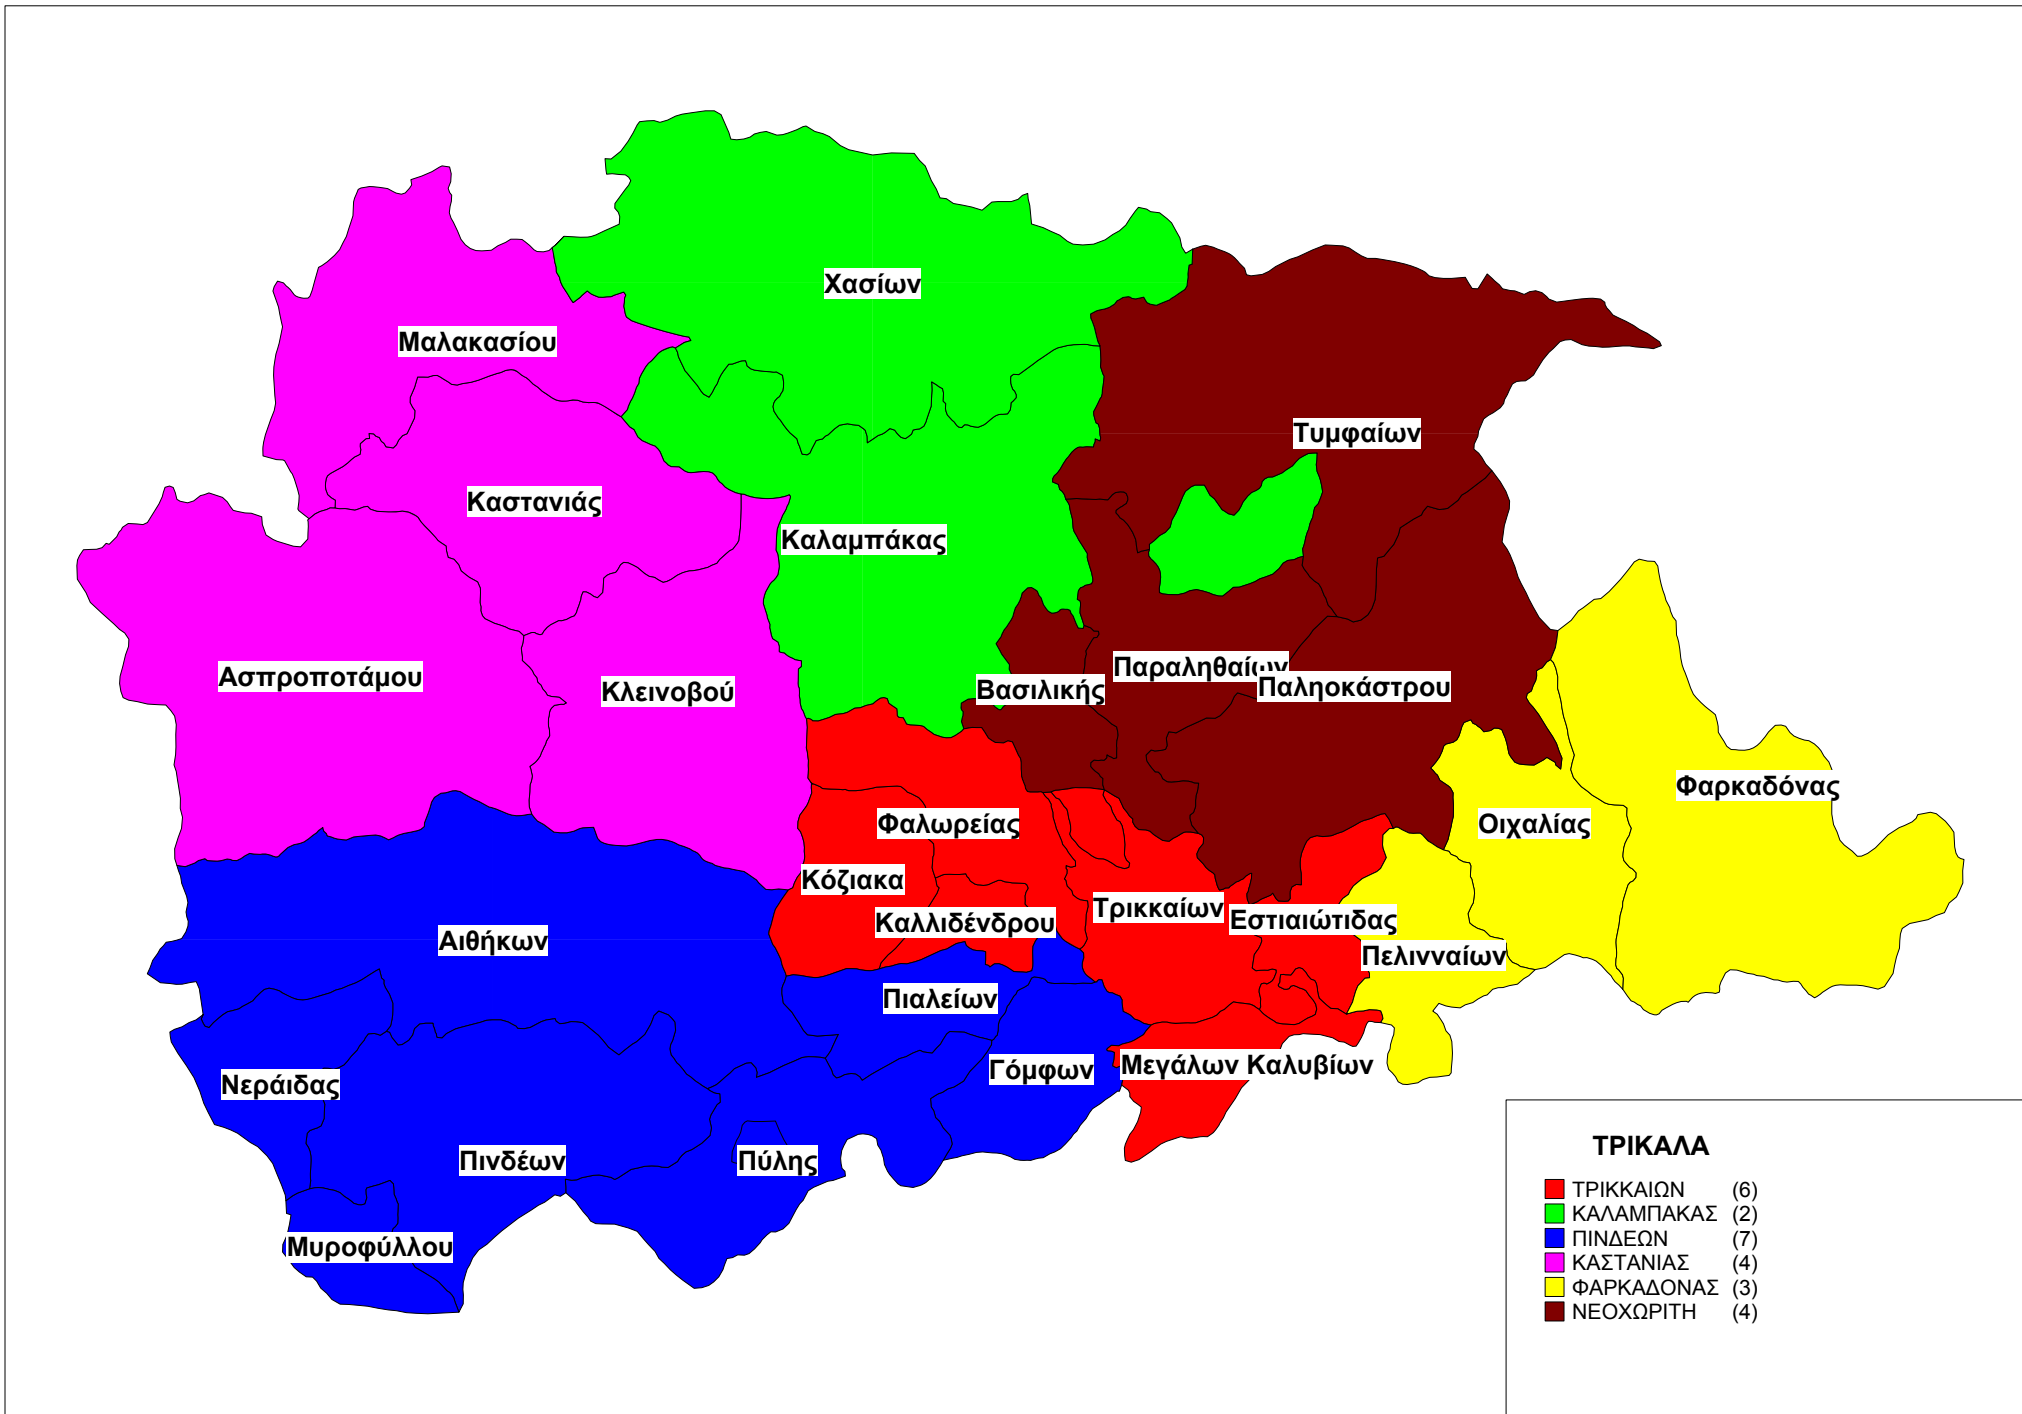 Χασίων
Μαλακασίου
Τυμφαίων
Καστανιάς
Καλαμπάκας
Παραληθαίων
Ασπροποτάμου
Κλεινοβού
Βασιλικής
Παληοκάστρου
Φαρκαδόνας
Φαλωρείας
Οιχαλίας
Κόζιακα
Τρικκαίων
Καλλιδένδρου
Εστιαιώτιδας
Αιθήκων
Πελινναίων
Πιαλείων
Γόμφων
Μεγάλων Καλυβίων
Νεράιδας
Πινδέων
Πύλης
Μυροφύλλου
ΤΡΙΚΑΛΑ
ΤΡΙΚΚΑΙΩΝ (6)
ΚΑΛΑΜΠΑΚΑΣ (2)
ΠΙΝΔΕΩΝ (7)
ΚΑΣΤΑΝΙΑΣ (4)
ΦΑΡΚΑΔΟΝΑΣ (3)
ΝΕΟΧΩΡΙΤΗ (4)